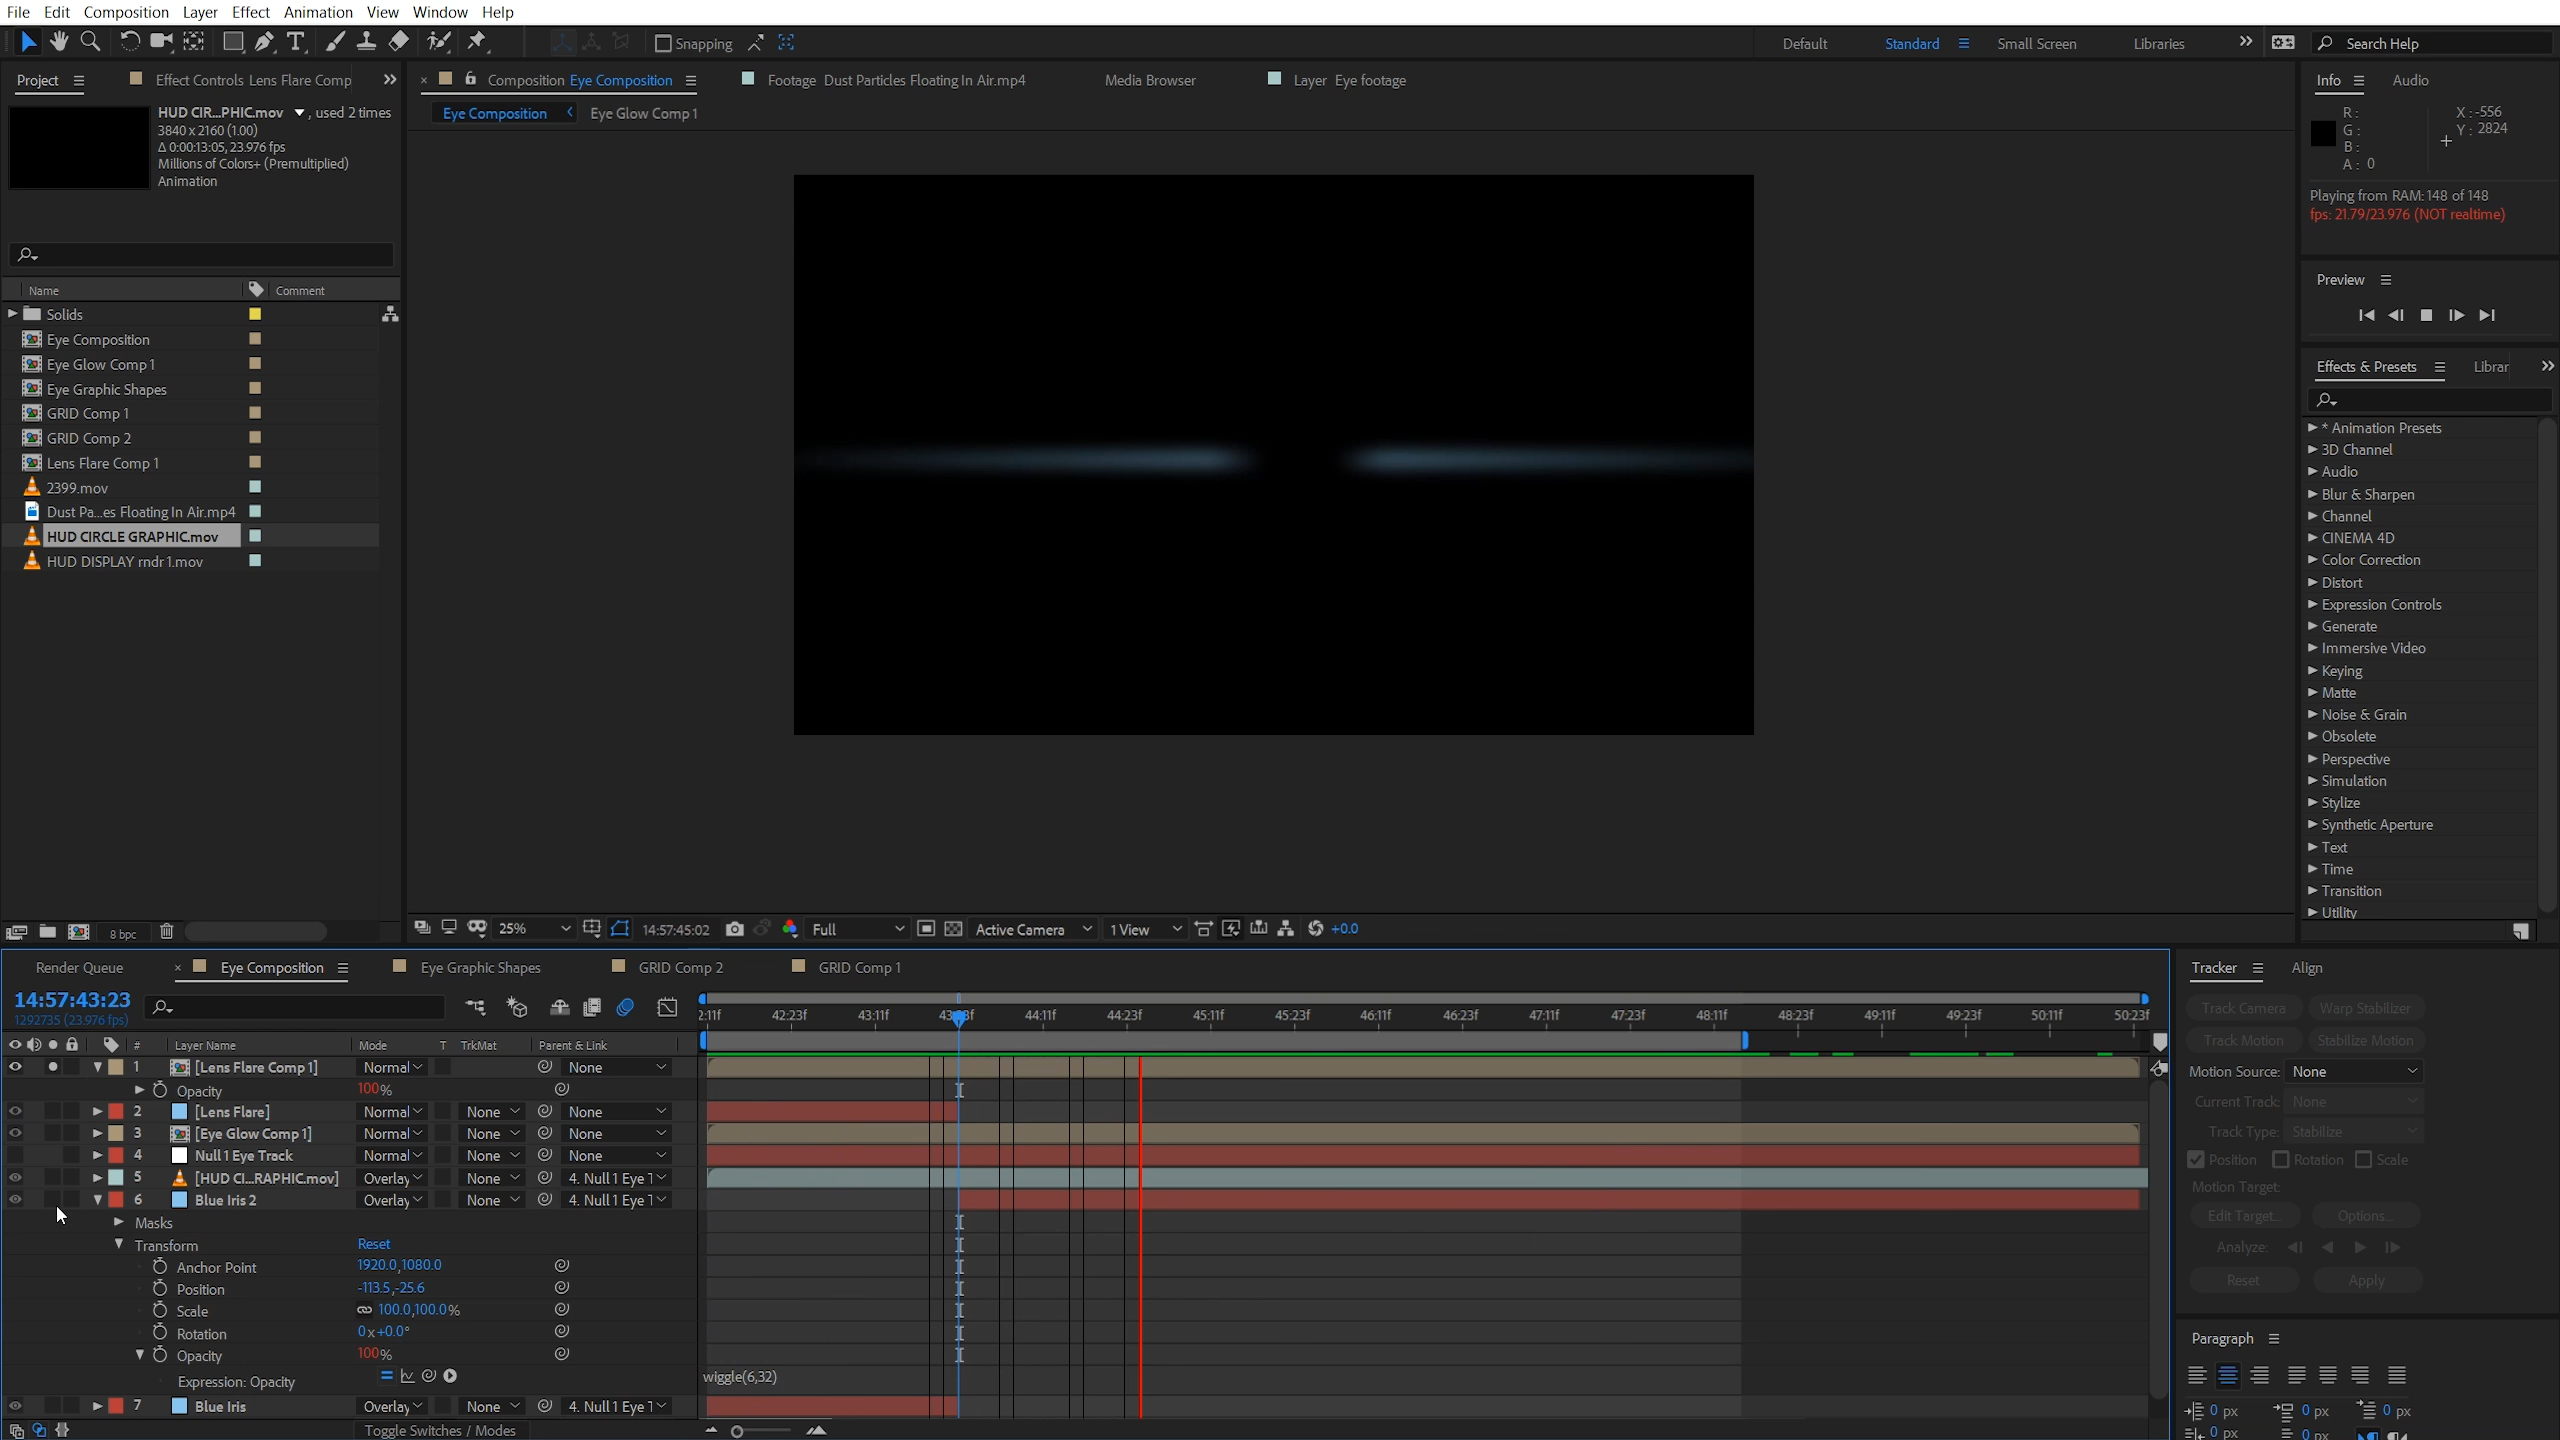 File Edit Composition Layer Effect Animation View Window Help
Snapping Default Standard Small Screen Libraries Search Help
Project Effect Controls Lens Flare Comp
HUD CIR...PHIC.mov , used 2 times
3840 x 2160 (1.00)
Δ 0:00:13:05, 23.976 fps
Millions of Colors+ (Premultiplied)
Animation
Name Comment
Solids
Eye Composition
Eye Glow Comp 1
Eye Graphic Shapes
GRID Comp 1
GRID Comp 2
Lens Flare Comp 1
2399.mov
Dust Pa...es Floating In Air.mp4
HUD CIRCLE GRAPHIC.mov
HUD DISPLAY rndr 1.mov
8 bpc
Composition Eye Composition Footage Dust Particles Floating In Air.mp4 Media Browser Layer Eye footage
Eye Composition Eye Glow Comp 1
25% 14:57:45:02 Full Active Camera 1 View +0.0
Info Audio
R: X: -556
G: Y: 2824
B:
A: 0
Playing from RAM: 148 of 148
fps: 21.79/23.976 (NOT realtime)
Preview
Effects & Presets Librar
* Animation Presets
3D Channel
Audio
Blur & Sharpen
Channel
CINEMA 4D
Color Correction
Distort
Expression Controls
Generate
Immersive Video
Keying
Matte
Noise & Grain
Obsolete
Perspective
Simulation
Stylize
Synthetic Aperture
Text
Time
Transition
Utility
Render Queue Eye Composition Eye Graphic Shapes GRID Comp 2 GRID Comp 1
14:57:43:23
1292735 (23.976 fps)
2:11f 42:23f 43:11f 44:11f 44:23f 45:11f 45:23f 46:11f 46:23f 47:11f 47:23f 48:11f 48:23f 49:11f 49:23f 50:11f 50:23f
# Layer Name Mode T TrkMat Parent & Link
1 [Lens Flare Comp 1] Normal None
Opacity 100%
2 [Lens Flare] Normal None None
3 [Eye Glow Comp 1] Normal None None
4 Null 1 Eye Track Normal None None
5 [HUD CI...RAPHIC.mov] Overlay None 4. Null 1 Eye T
6 Blue Iris 2 Overlay None 4. Null 1 Eye T
Masks
Transform Reset
Anchor Point 1920.0,1080.0
Position -113.5,-25.6
Scale 100.0,100.0%
Rotation 0x+0.0°
Opacity 100%
Expression: Opacity wiggle(6,32)
7 Blue Iris Overlay None 4. Null 1 Eye T
Toggle Switches / Modes
Tracker Align
Track Camera Warp Stabilizer
Track Motion Stabilize Motion
Motion Source: None
Current Track: None
Track Type: Stabilize
Position Rotation Scale
Motion Target:
Edit Target... Options...
Analyze:
Reset Apply
Paragraph
0 px 0 px 0 px
0 px 0 px